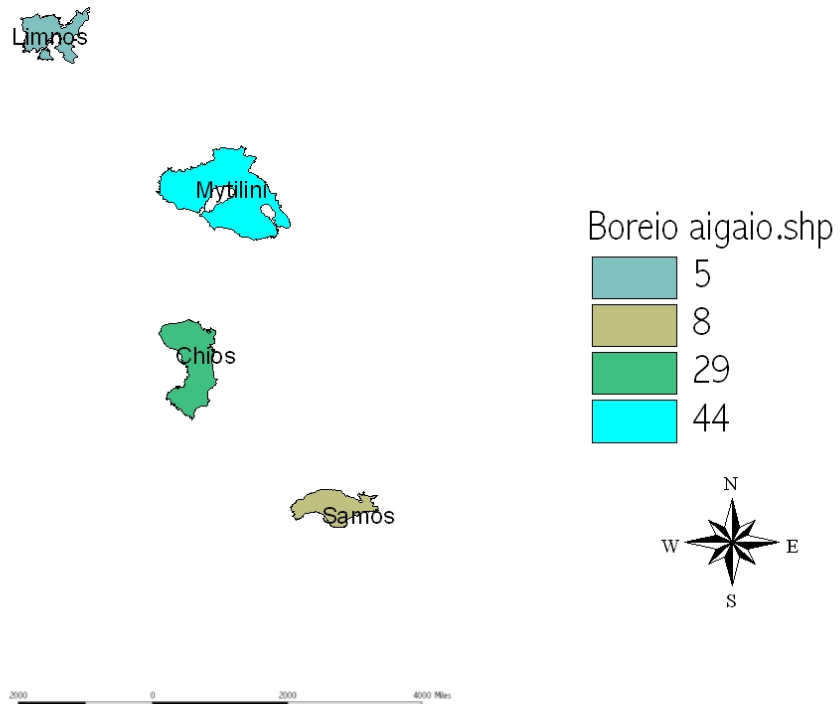 Limnos
Mytilini
Boreio aigaio.shp
5
8
29
44
Chios
Samos
N
W E
S
2000 0 2000 4000 Miles